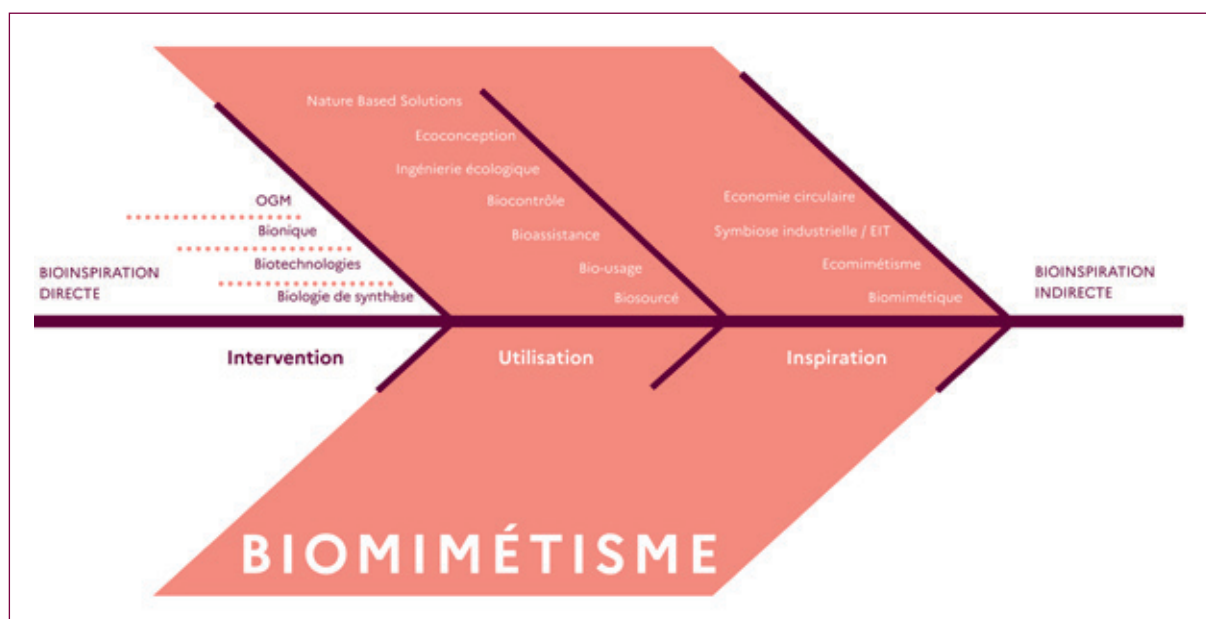 Nature Based Solutions
Ecoconception
Ingénierie écologique
Biocontrôle
Bioassistance
Bio-usage
Biosourcé
Economie circulaire
Symbiose industrielle / EIT
Ecomimétisme
Biomimétique
OGM
Bionique
Biotechnologies
Biologie de synthèse
BIOINSPIRATION
DIRECTE
BIOINSPIRATION
INDIRECTE
Intervention
Utilisation
Inspiration
BIOMIMÉTISME